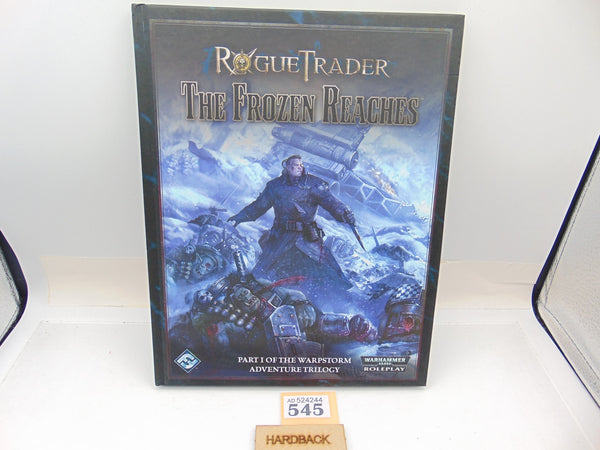 ROGUE TRADER
THE FROZEN REACHES
PART I OF THE WARPSTORM
ADVENTURE TRILOGY
WARHAMMER
40,000
ROLEPLAY
AD 524244
545
HARDBACK